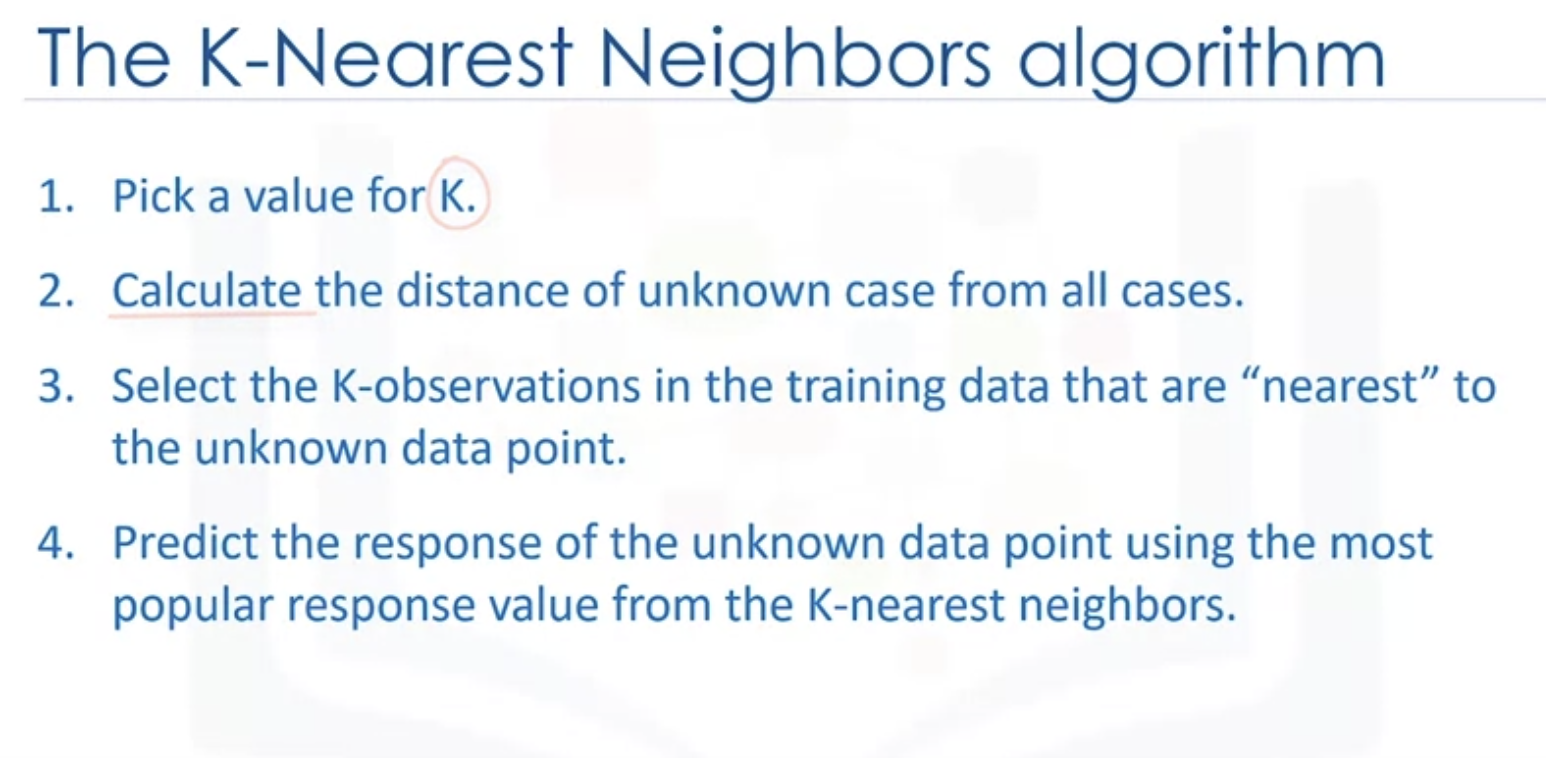 The K-Nearest Neighbors algorithm
1. Pick a value for K.
2. Calculate the distance of unknown case from all cases.
3. Select the K-observations in the training data that are “nearest” to
the unknown data point.
4. Predict the response of the unknown data point using the most
popular response value from the K-nearest neighbors.